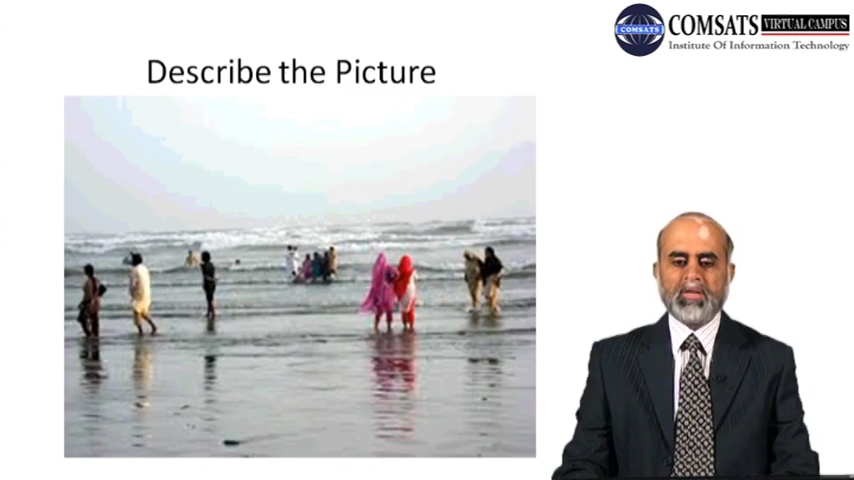 Describe the Picture
COMSATS VIRTUAL CAMPUS
Institute Of Information Technology
COMSATS